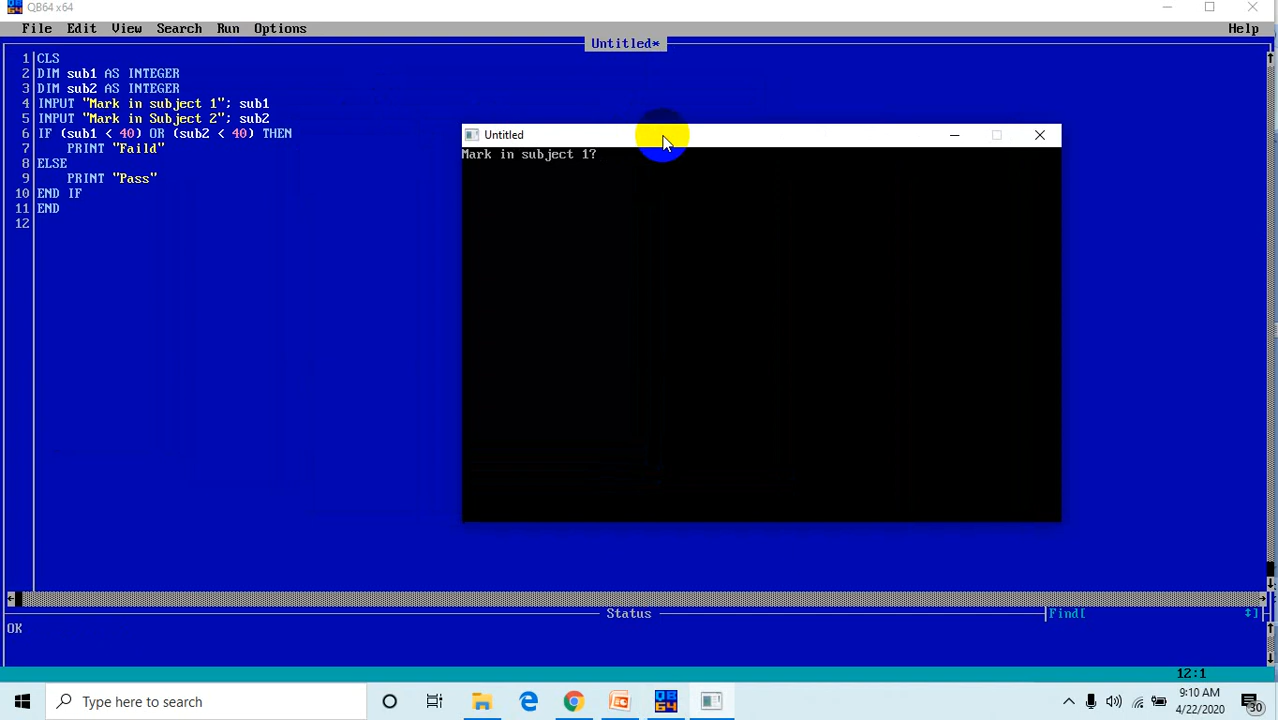 QB64 x64
File Edit View Search Run Options Help
Untitled*
1 CLS
2 DIM sub1 AS INTEGER
3 DIM sub2 AS INTEGER
4 INPUT "Mark in subject 1"; sub1
5 INPUT "Mark in Subject 2"; sub2
6 IF (sub1 < 40) OR (sub2 < 40) THEN
7 PRINT "Faild"
8 ELSE
9 PRINT "Pass"
10 END IF
11 END
12
Untitled
Mark in subject 1?
Status
Find[ ]
OK
12:1
QB64
Type here to search
9:10 AM
4/22/2020
30